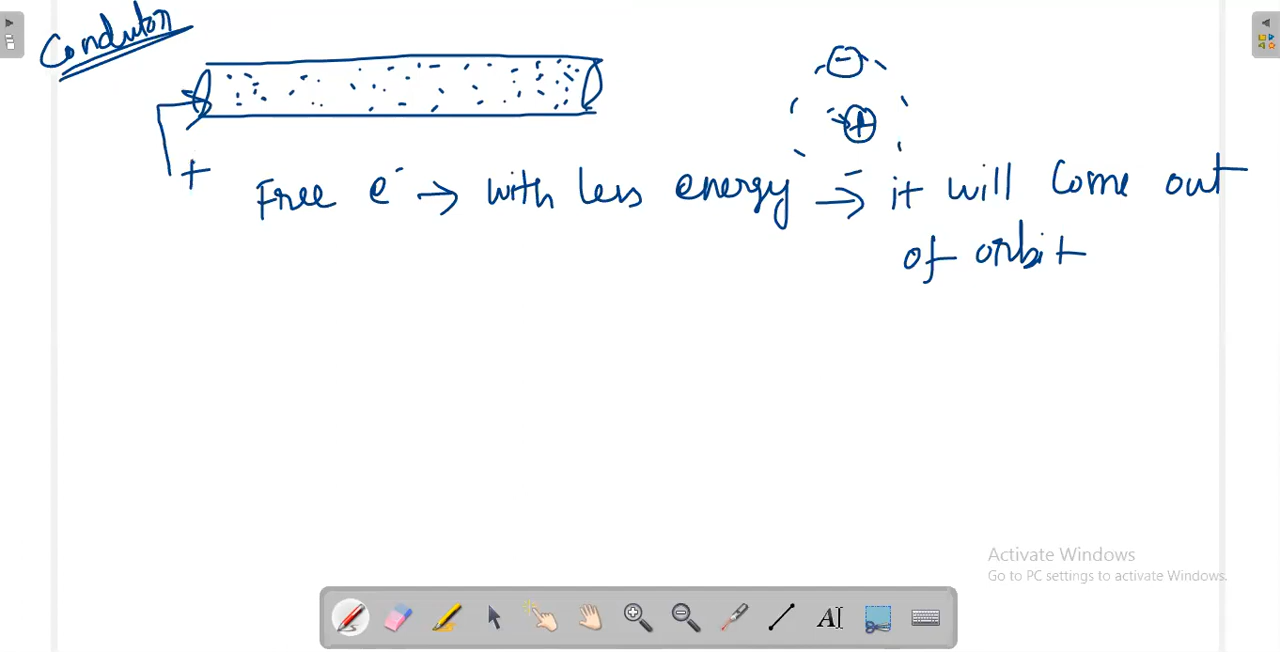 Condutor
-
+
+
Free e- → with less energy ⇒ it will come out
of orbit
Activate Windows
Go to PC settings to activate Windows.
AI